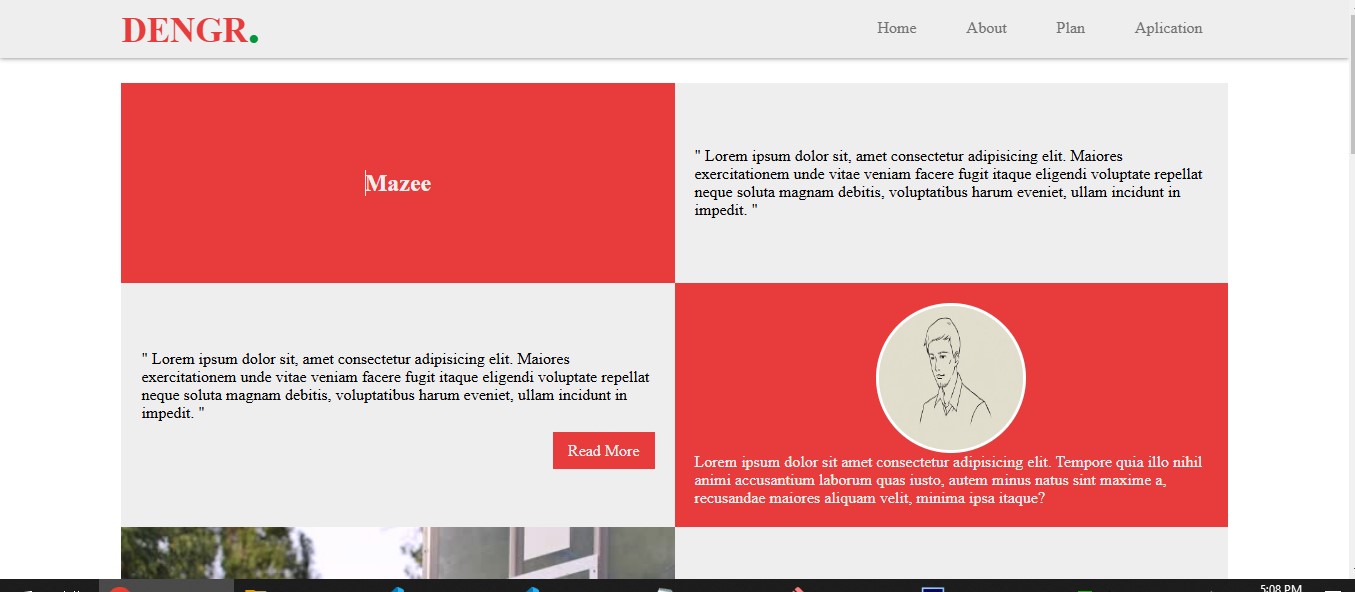 DENGR.
Home About Plan Aplication
Mazee
" Lorem ipsum dolor sit, amet consectetur adipisicing elit. Maiores
exercitationem unde vitae veniam facere fugit itaque eligendi voluptate repellat
neque soluta magnam debitis, voluptatibus harum eveniet, ullam incidunt in
impedit. "
" Lorem ipsum dolor sit, amet consectetur adipisicing elit. Maiores
exercitationem unde vitae veniam facere fugit itaque eligendi voluptate repellat
neque soluta magnam debitis, voluptatibus harum eveniet, ullam incidunt in
impedit. "
Read More
Lorem ipsum dolor sit amet consectetur adipisicing elit. Tempore quia illo nihil
animi accusantium laborum quas iusto, autem minus natus sint maxime a,
recusandae maiores aliquam velit, minima ipsa itaque?
5:08 PM